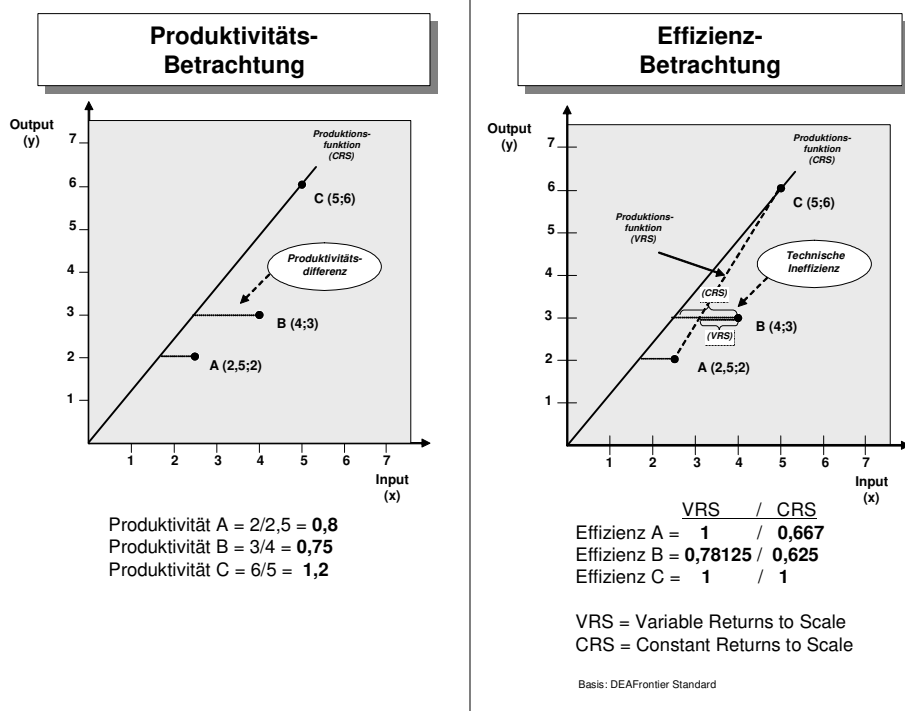 Produktivitäts-
Betrachtung
Output
(y)
7
6
5
4
3
2
1
Produktions-
funktion
(CRS)
C (5;6)
Produktivitäts-
differenz
B (4;3)
A (2,5;2)
1 2 3 4 5 6 7
Input
(x)
Produktivität A = 2/2,5 = 0,8
Produktivität B = 3/4 = 0,75
Produktivität C = 6/5 = 1,2
Effizienz-
Betrachtung
Output
(y)
7
6
5
4
3
2
1
Produktions-
funktion
(CRS)
C (5;6)
Produktions-
funktion
(VRS)
Technische
Ineffizienz
(CRS)
B (4;3)
(VRS)
A (2,5;2)
1 2 3 4 5 6 7
Input
(x)
VRS / CRS
Effizienz A = 1 / 0,667
Effizienz B = 0,78125 / 0,625
Effizienz C = 1 / 1
VRS = Variable Returns to Scale
CRS = Constant Returns to Scale
Basis: DEAFrontier Standard